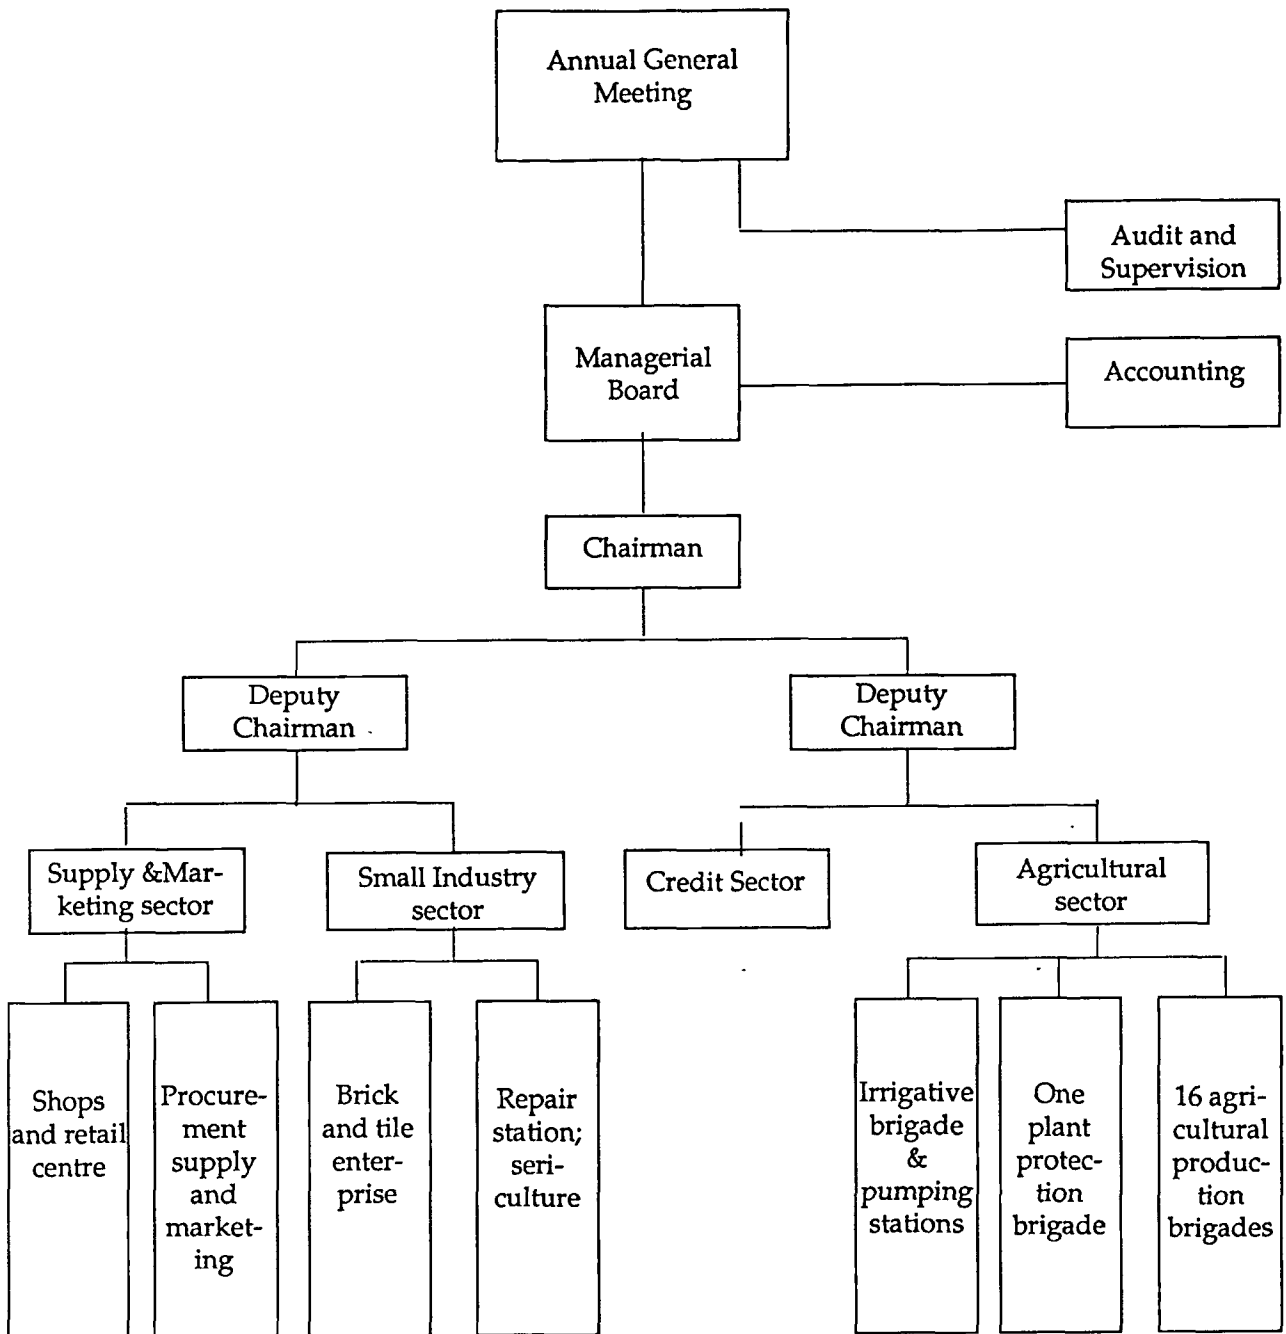 Annual General
Meeting
Audit and
Supervision
Managerial
Board
Accounting
Chairman
Deputy
Chairman
Deputy
Chairman
Supply &Mar-
keting sector
Small Industry
sector
Credit Sector
Agricultural
sector
Shops
and retail
centre
Procure-
ment
supply
and
market-
ing
Brick
and tile
enter-
prise
Repair
station;
seri-
culture
Irrigative
brigade
&
pumping
stations
One
plant
protec-
tion
brigade
16 agri-
cultural
produc-
tion
brigades